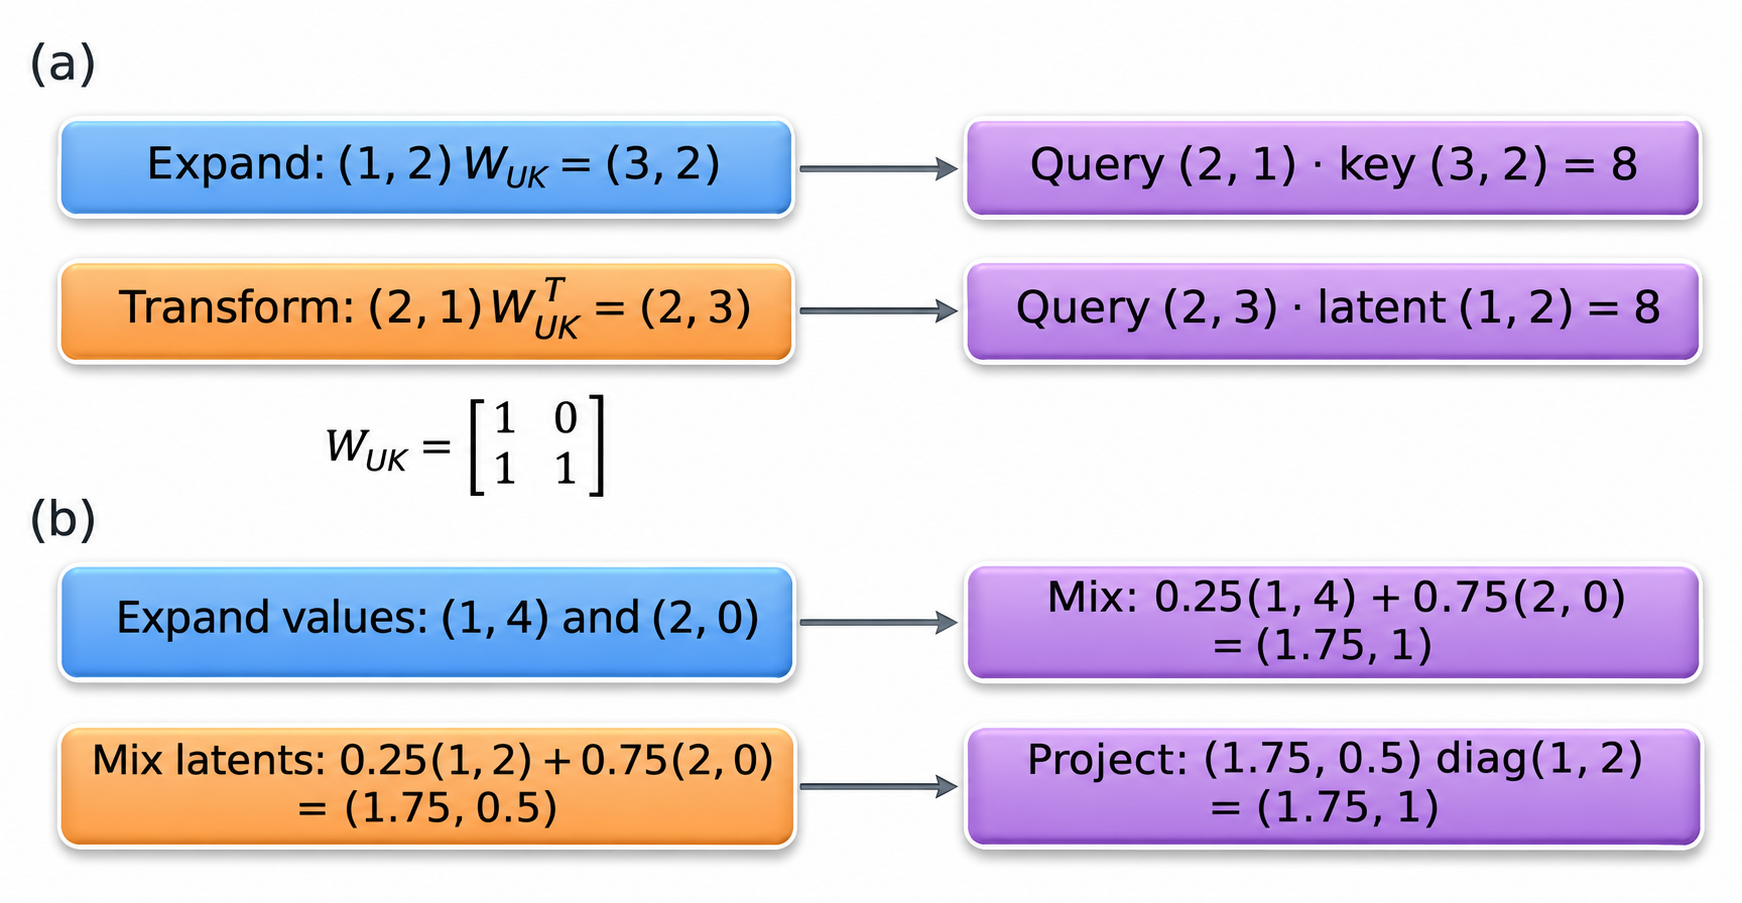 (a)
Expand: (1, 2) W_UK = (3, 2)
Query (2, 1) · key (3, 2) = 8
Transform: (2, 1) W_UK^T = (2, 3)
Query (2, 3) · latent (1, 2) = 8
W_UK = [1 0
1 1]
(b)
Expand values: (1, 4) and (2, 0)
Mix: 0.25(1, 4) + 0.75(2, 0)
= (1.75, 1)
Mix latents: 0.25(1, 2) + 0.75(2, 0)
= (1.75, 0.5)
Project: (1.75, 0.5) diag(1, 2)
= (1.75, 1)